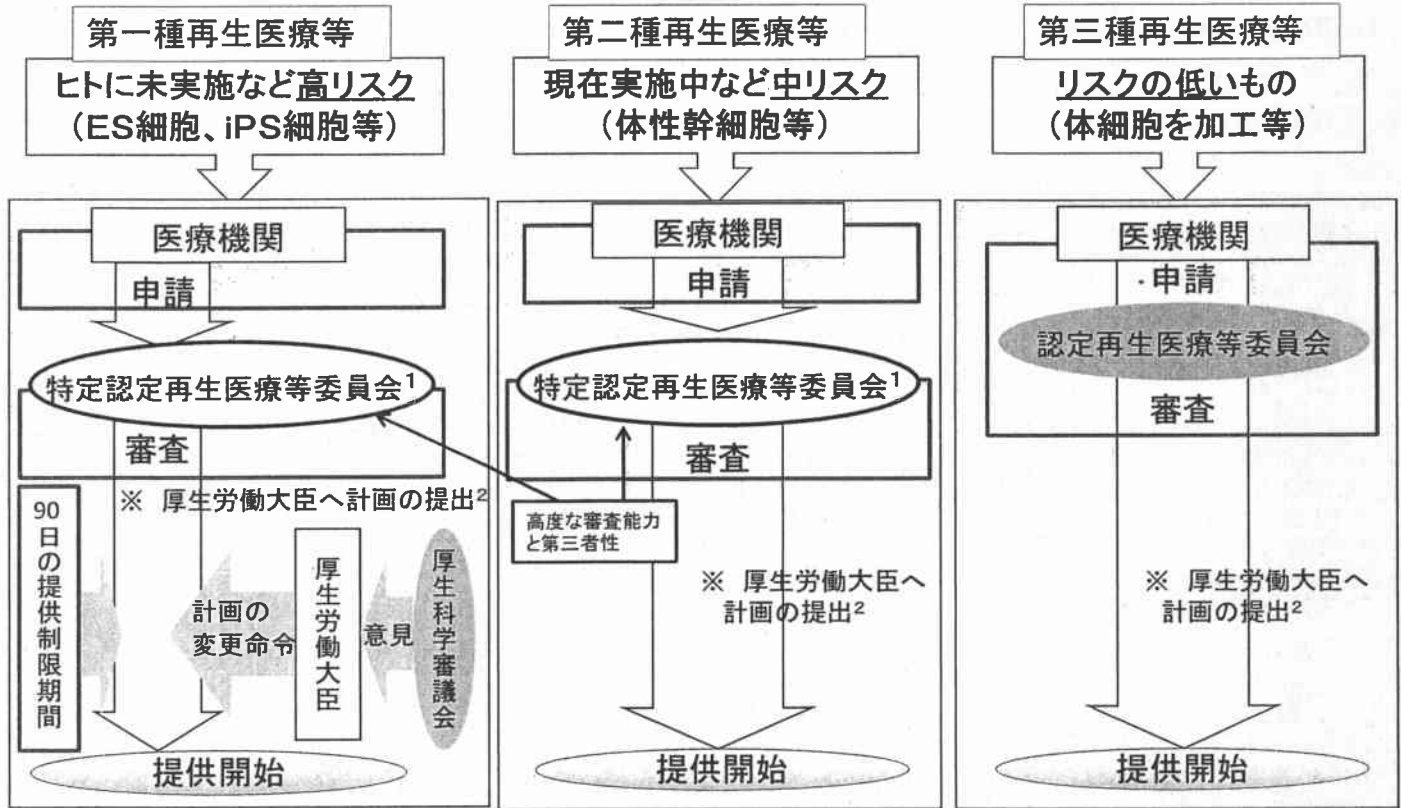 第一種再生医療等
ヒトに未実施など高リスク
（ES細胞、iPS細胞等）
医療機関
申請
特定認定再生医療等委員会1
審査
※ 厚生労働大臣へ計画の提出2
90日の提供制限期間
計画の
変更命令
厚生労働大臣
意見
厚生科学審議会
提供開始
第二種再生医療等
現在実施中など中リスク
（体性幹細胞等）
医療機関
申請
特定認定再生医療等委員会1
審査
高度な審査能力
と第三者性
※ 厚生労働大臣へ
計画の提出2
提供開始
第三種再生医療等
リスクの低いもの
（体細胞を加工等）
医療機関
申請
認定再生医療等委員会
審査
※ 厚生労働大臣へ
計画の提出2
提供開始